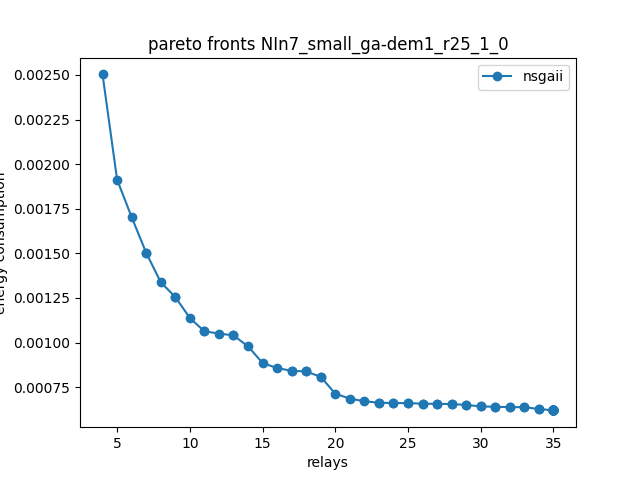 pareto fronts NIn7_small_ga-dem1_r25_1_0
nsgaii
0.00250
0.00225
0.00200
0.00175
0.00150
0.00125
0.00100
0.00075
energy consumption
5 10 15 20 25 30 35
relays